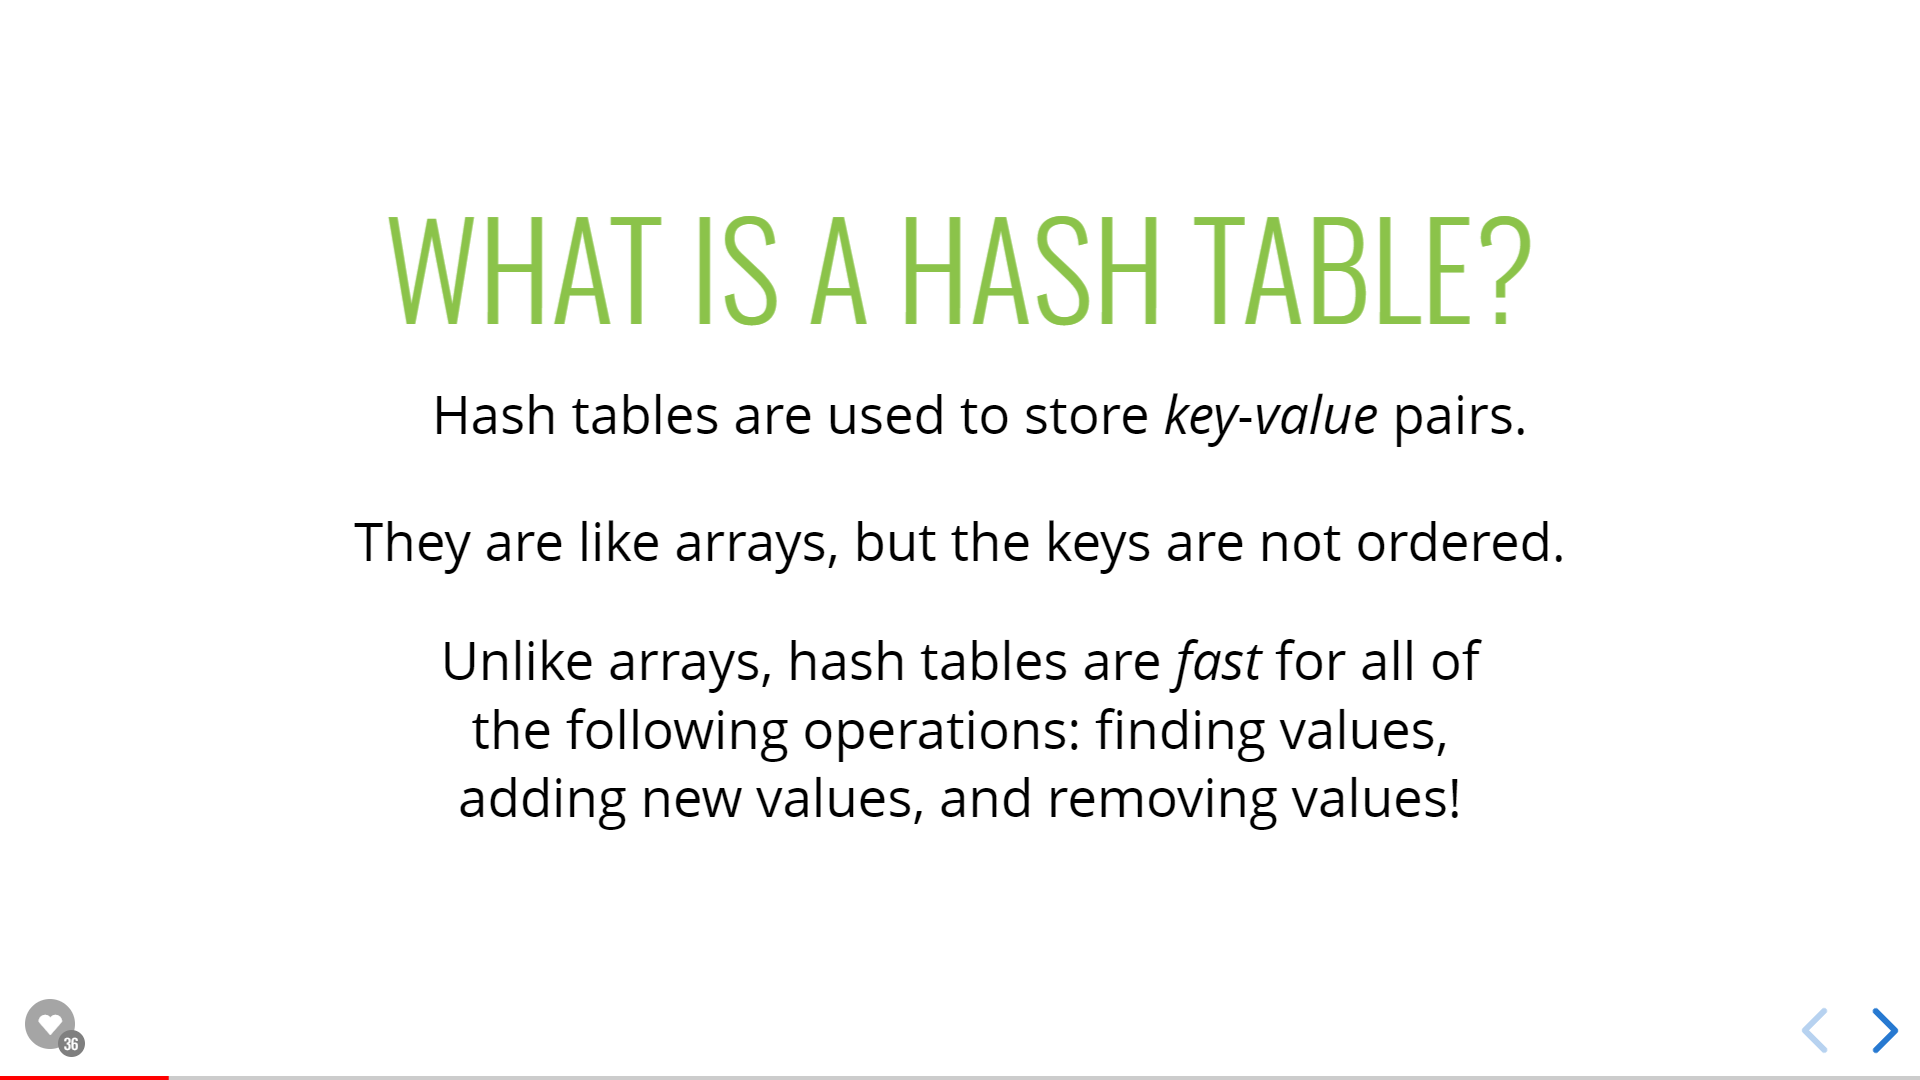 WHAT IS A HASH TABLE?
Hash tables are used to store key-value pairs.
They are like arrays, but the keys are not ordered.
Unlike arrays, hash tables are fast for all of
the following operations: finding values,
adding new values, and removing values!
36